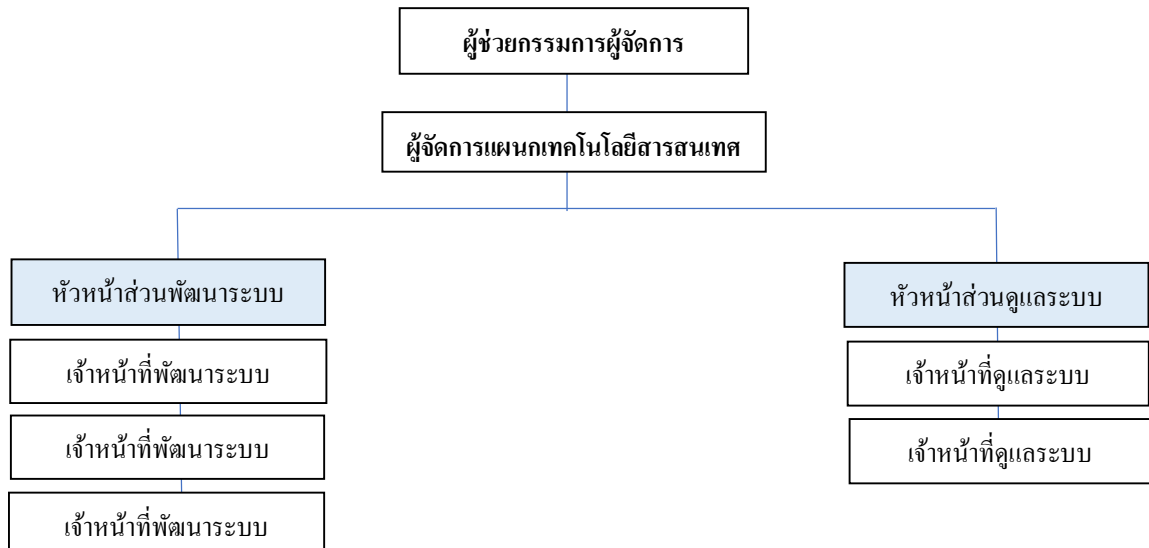 ผู้ช่วยกรรมการผู้จัดการ
ผู้จัดการแผนกเทคโนโลยีสารสนเทศ
หัวหน้าส่วนพัฒนาระบบ
หัวหน้าส่วนดูแลระบบ
เจ้าหน้าที่พัฒนาระบบ
เจ้าหน้าที่ดูแลระบบ
เจ้าหน้าที่พัฒนาระบบ
เจ้าหน้าที่ดูแลระบบ
เจ้าหน้าที่พัฒนาระบบ